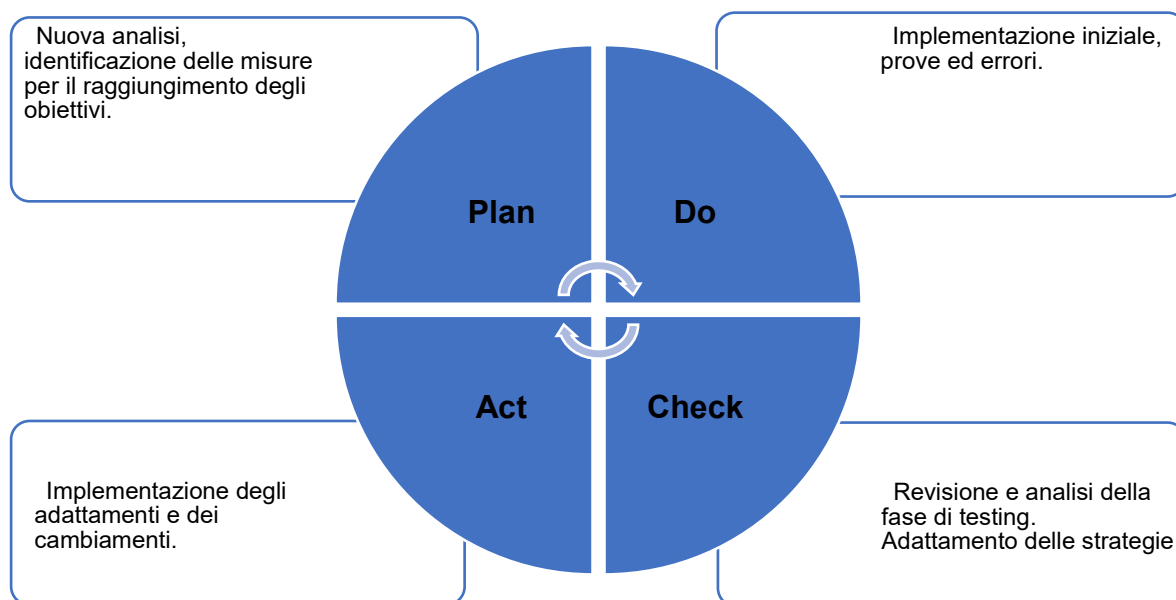 Nuova analisi,
identificazione delle misure
per il raggiungimento degli
obiettivi.
Implementazione iniziale,
prove ed errori.
Plan
Do
Act
Check
Implementazione degli
adattamenti e dei
cambiamenti.
Revisione e analisi della
fase di testing.
Adattamento delle strategie